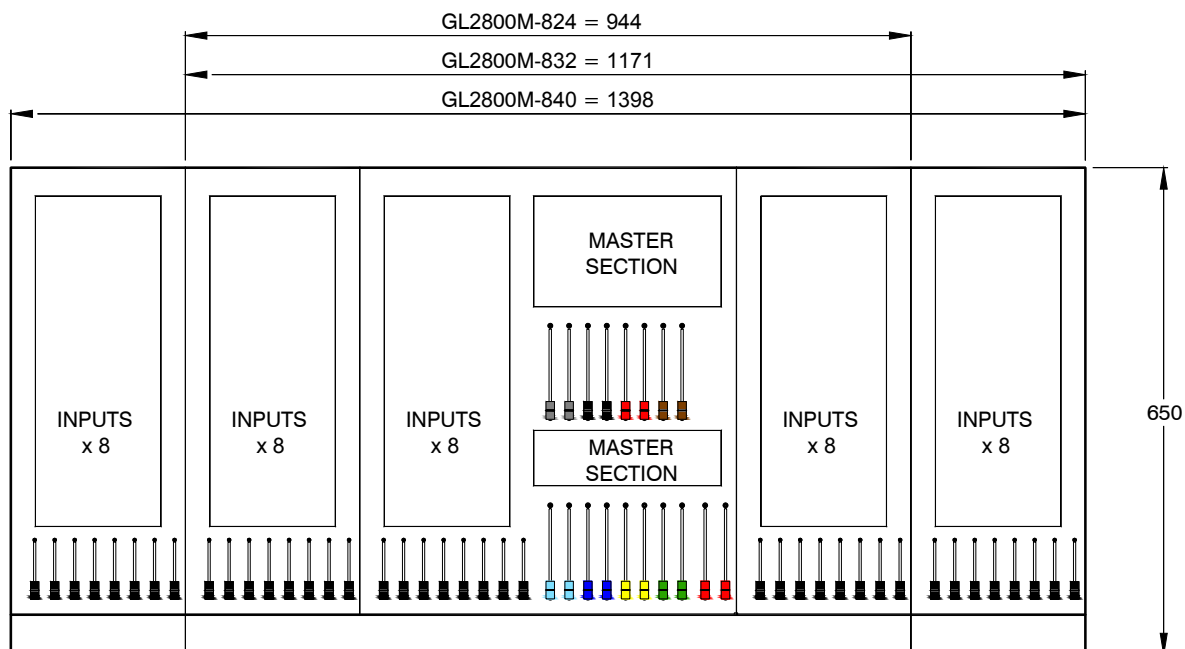 GL2800M-824 = 944
GL2800M-832 = 1171
GL2800M-840 = 1398
MASTER
SECTION
INPUTS
x 8
INPUTS
x 8
INPUTS
x 8
INPUTS
x 8
INPUTS
x 8
650
MASTER
SECTION